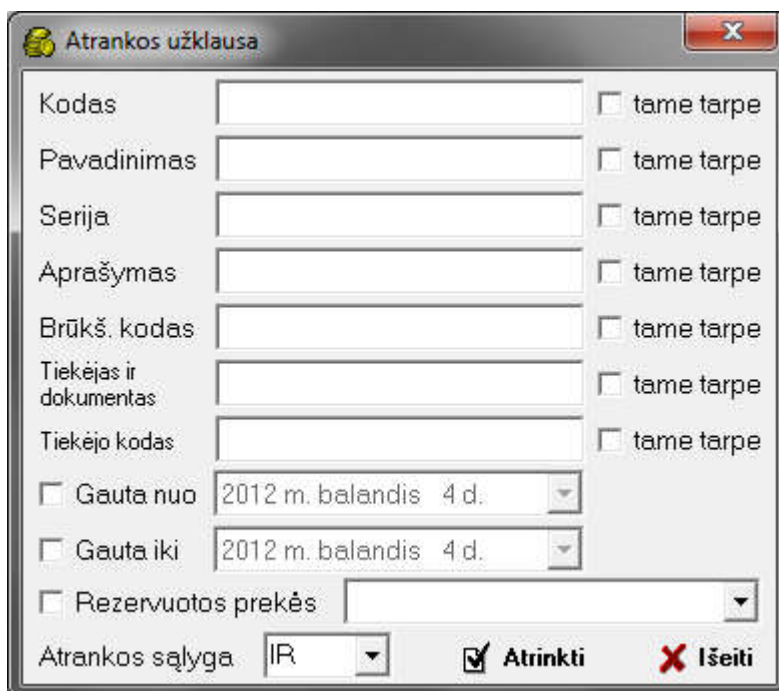 Atrankos užklausa
Kodas tame tarpe
Pavadinimas tame tarpe
Serija tame tarpe
Aprašymas tame tarpe
Brūkš. kodas tame tarpe
Tiekėjas ir
dokumentas tame tarpe
Tiekėjo kodas tame tarpe
Gauta nuo 2012 m. balandis 4 d.
Gauta iki 2012 m. balandis 4 d.
Rezervuotos prekės
Atrankos sąlyga IR Atrinkti Išeiti